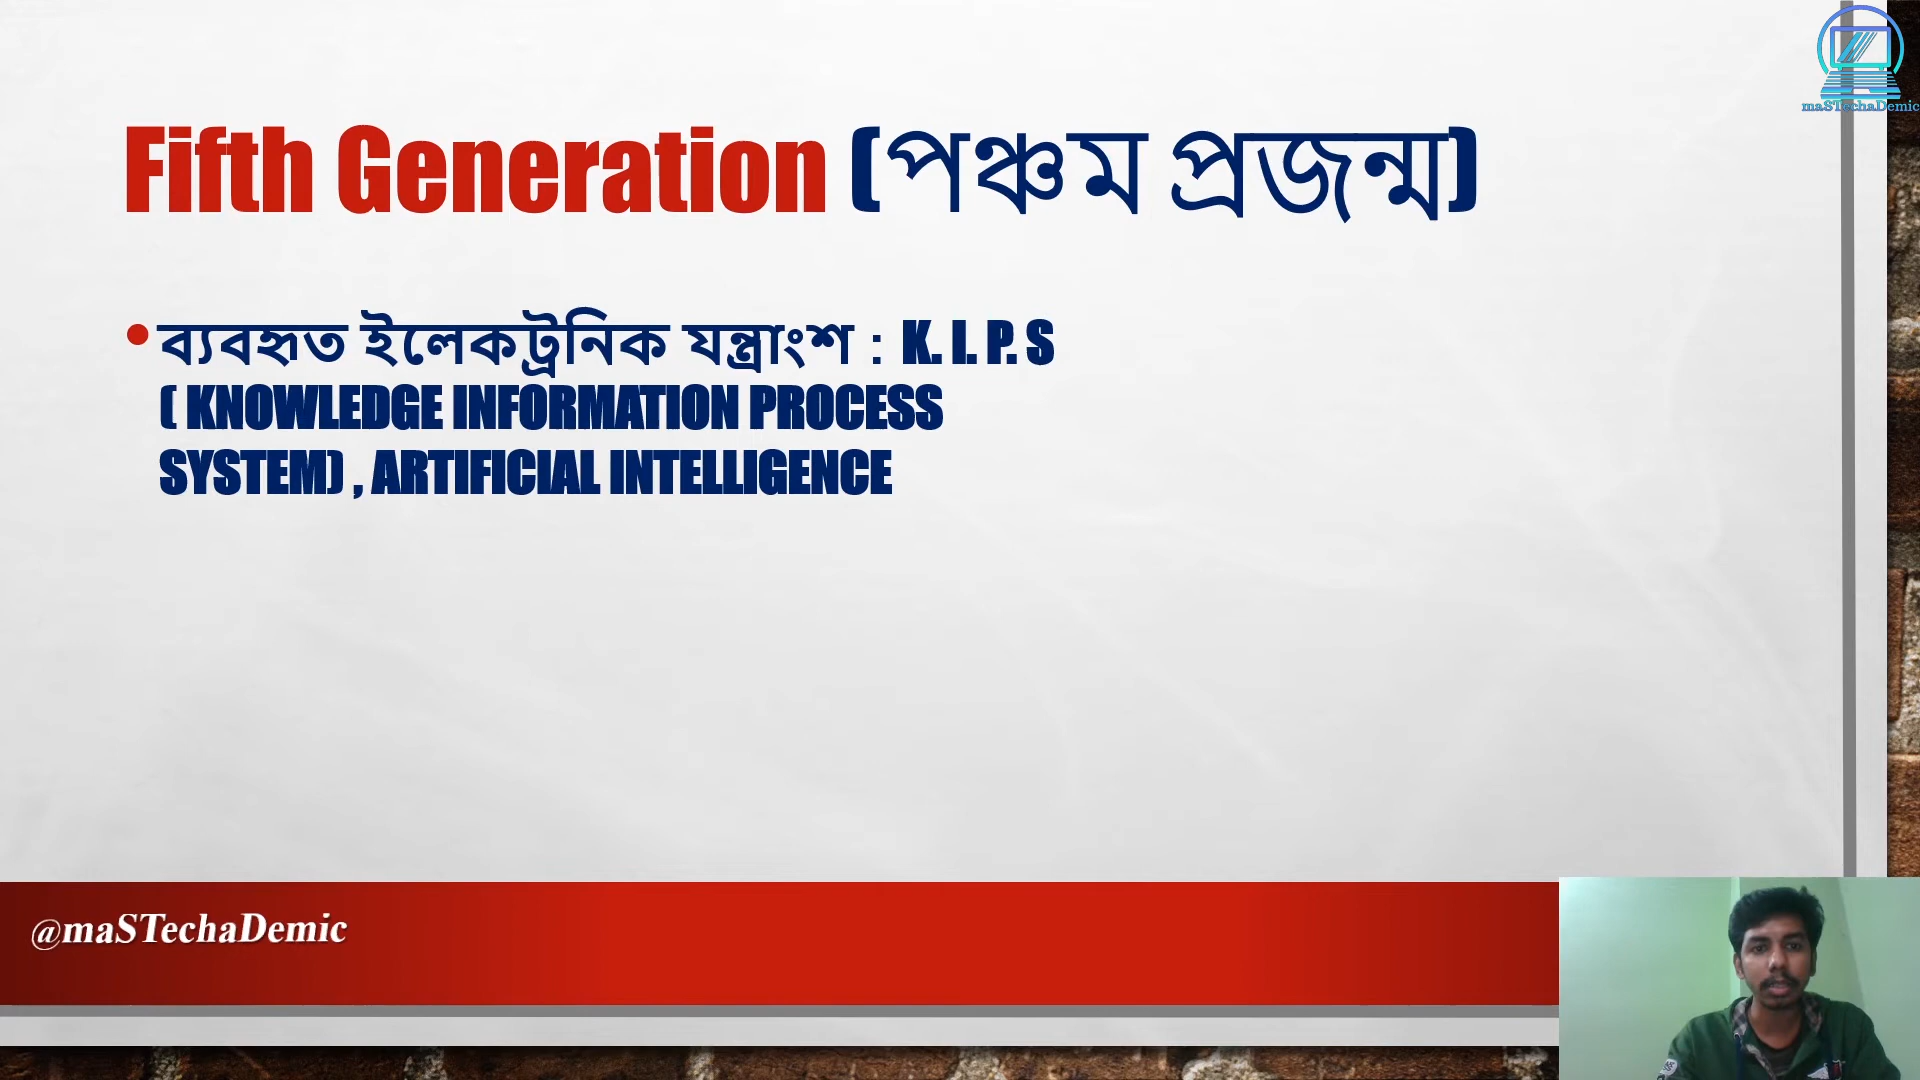 maSTechaDemic
Fifth Generation (পঞ্চম প্রজন্ম)
• ব্যবহৃত ইলেকট্রনিক যন্ত্রাংশ : K. I. P. S
( KNOWLEDGE INFORMATION PROCESS
SYSTEM) , ARTIFICIAL INTELLIGENCE
@maSTechaDemic